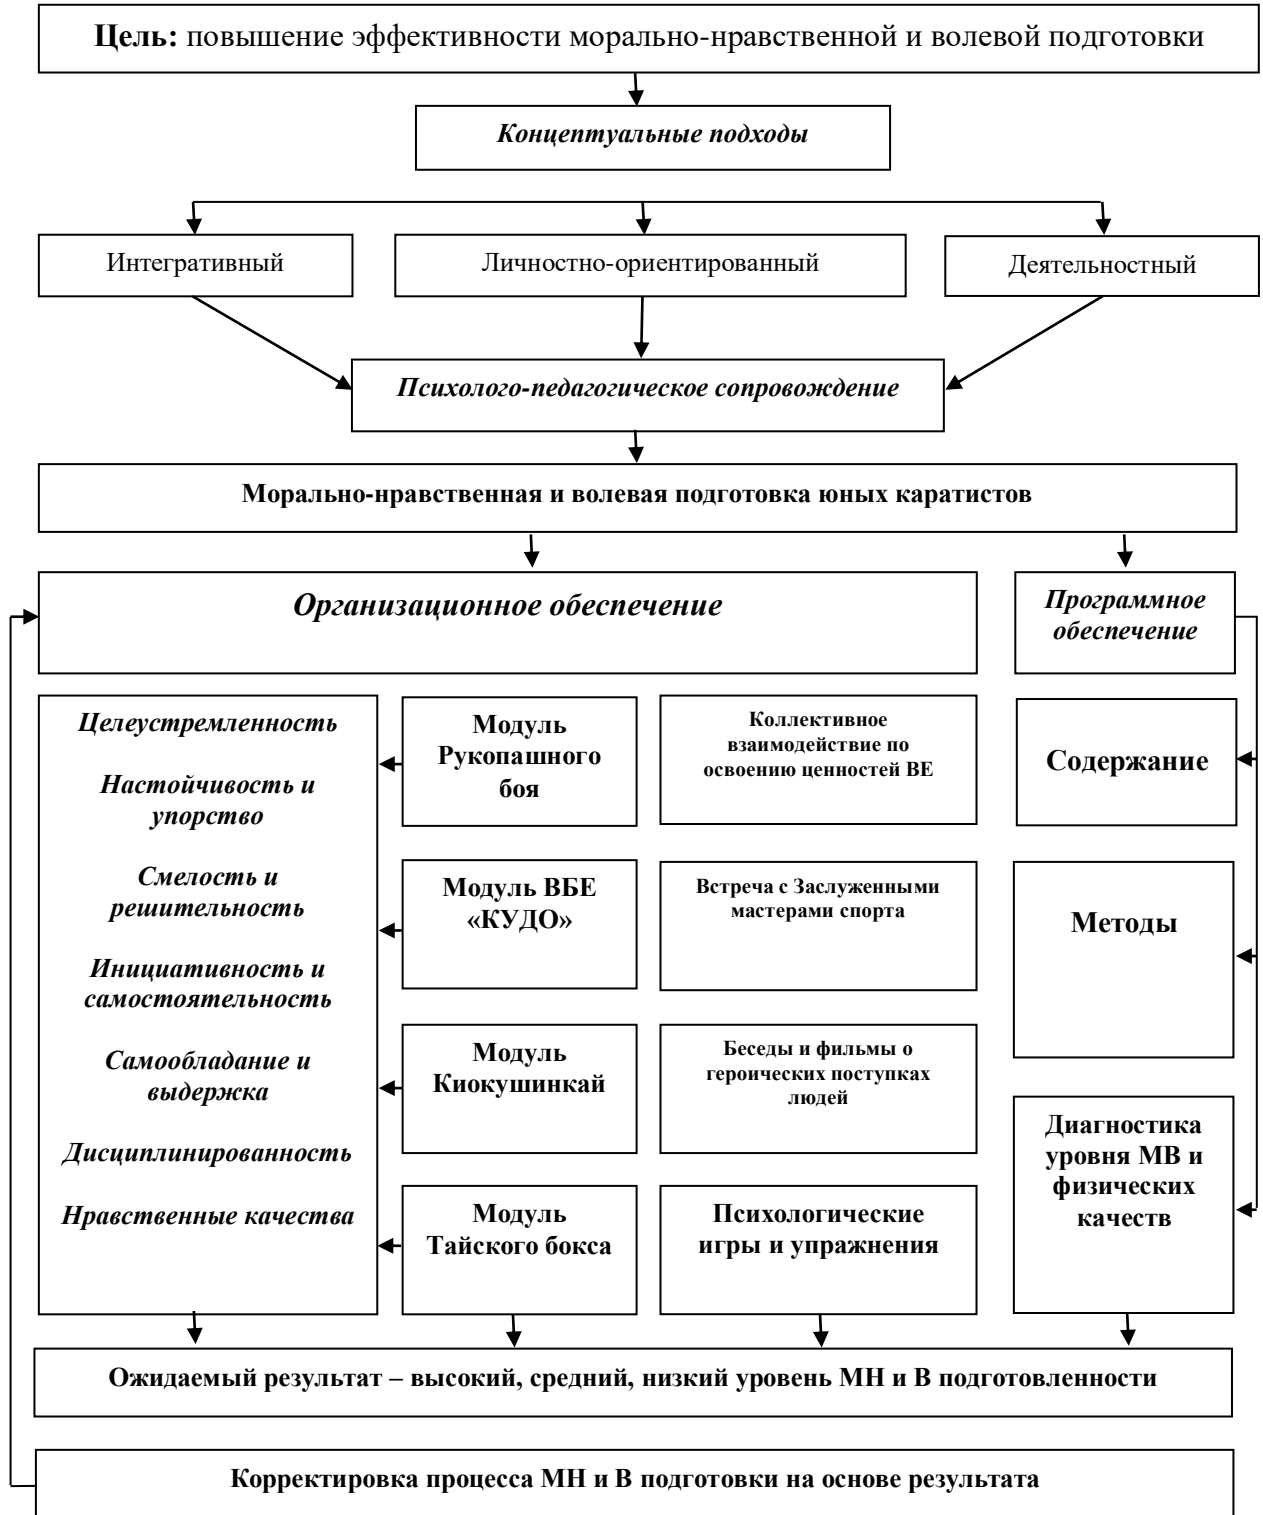 Цель: повышение эффективности морально-нравственной и волевой подготовки
Концептуальные подходы
Интегративный
Личностно-ориентированный
Деятельностный
Психолого-педагогическое сопровождение
Морально-нравственная и волевая подготовка юных каратистов
Организационное обеспечение
Программное
обеспечение
Целеустремленность
Настойчивость и
упорство
Смелость и
решительность
Инициативность и
самостоятельность
Самообладание и
выдержка
Дисциплинированность
Нравственные качества
Модуль
Рукопашного
боя
Модуль ВБЕ
«КУДО»
Модуль
Киокушинкай
Модуль
Тайского бокса
Коллективное
взаимодействие по
освоению ценностей ВЕ
Встреча с Заслуженными
мастерами спорта
Беседы и фильмы о
героических поступках
людей
Психологические
игры и упражнения
Содержание
Методы
Диагностика
уровня МВ и
физических
качеств
Ожидаемый результат – высокий, средний, низкий уровень МН и В подготовленности
Корректировка процесса МН и В подготовки на основе результата